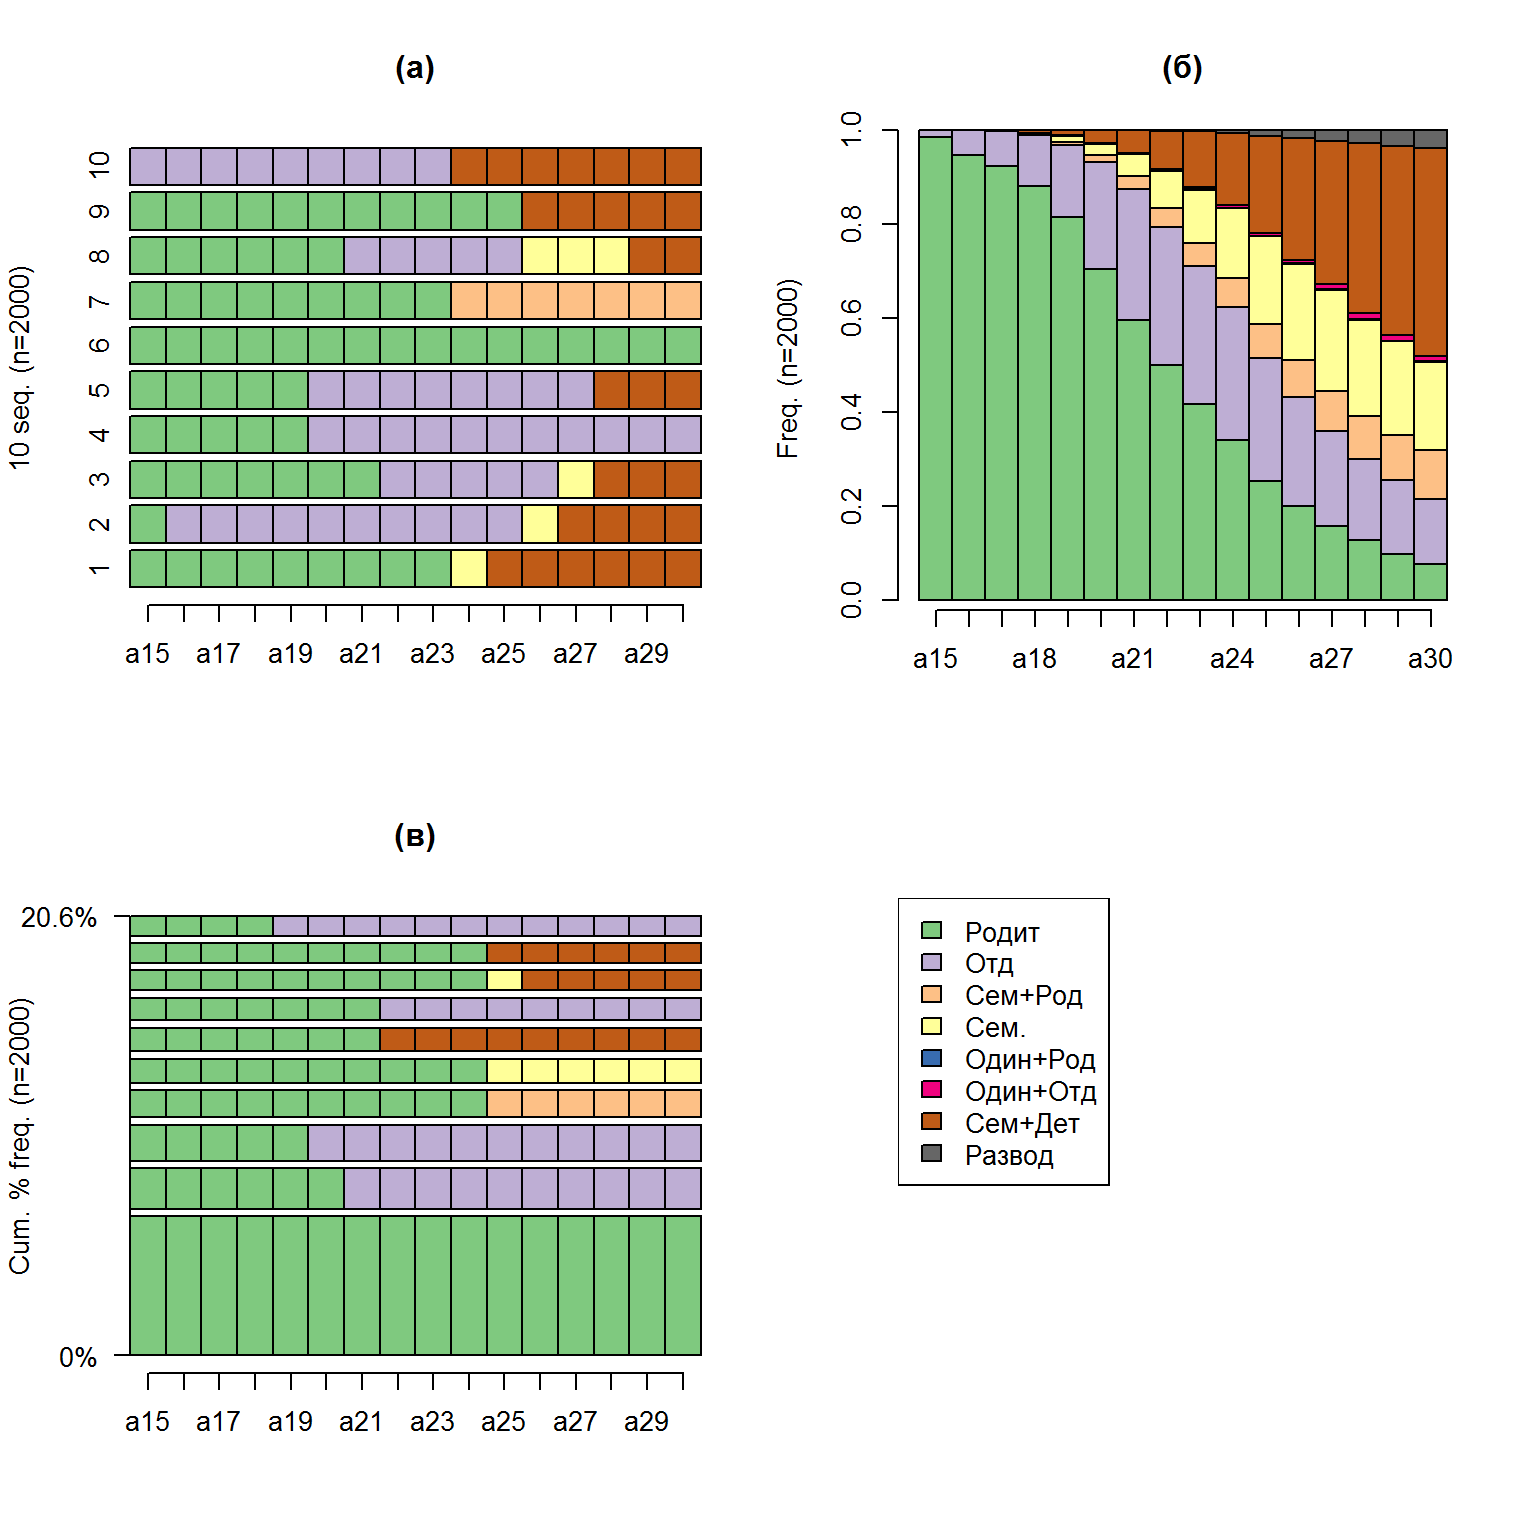 (а)
10 seq. (n=2000)
10
9
8
7
6
5
4
3
2
1
a15 a17 a19 a21 a23 a25 a27 a29
(б)
Freq. (n=2000)
1.0
0.8
0.6
0.4
0.2
0.0
a15 a18 a21 a24 a27 a30
(в)
Cum. % freq. (n=2000)
20.6%
0%
a15 a17 a19 a21 a23 a25 a27 a29
Родит
Отд
Сем+Род
Сем.
Один+Род
Один+Отд
Сем+Дет
Развод